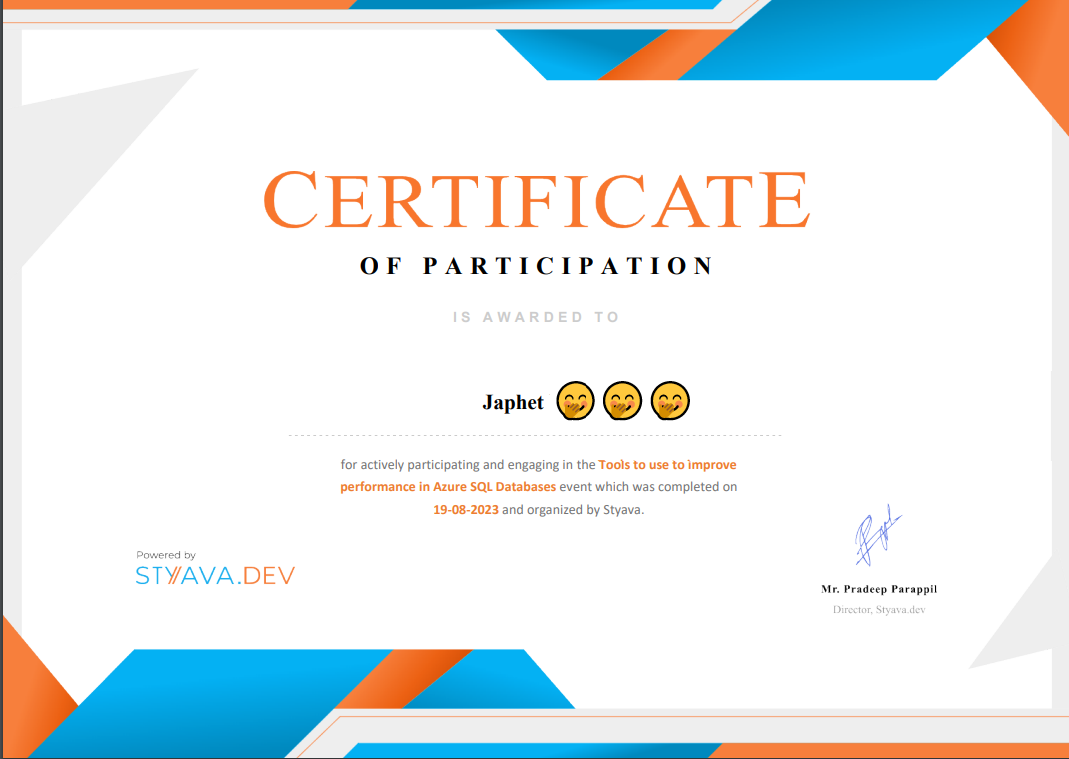 CERTIFICATE
OF PARTICIPATION
IS AWARDED TO
Japhet 🤭🤭🤭
for actively participating and engaging in the Tools to use to improve
performance in Azure SQL Databases event which was completed on
19-08-2023 and organized by Styava.
Powered by
STYAVA.DEV
Mr. Pradeep Parappil
Director, Styava.dev